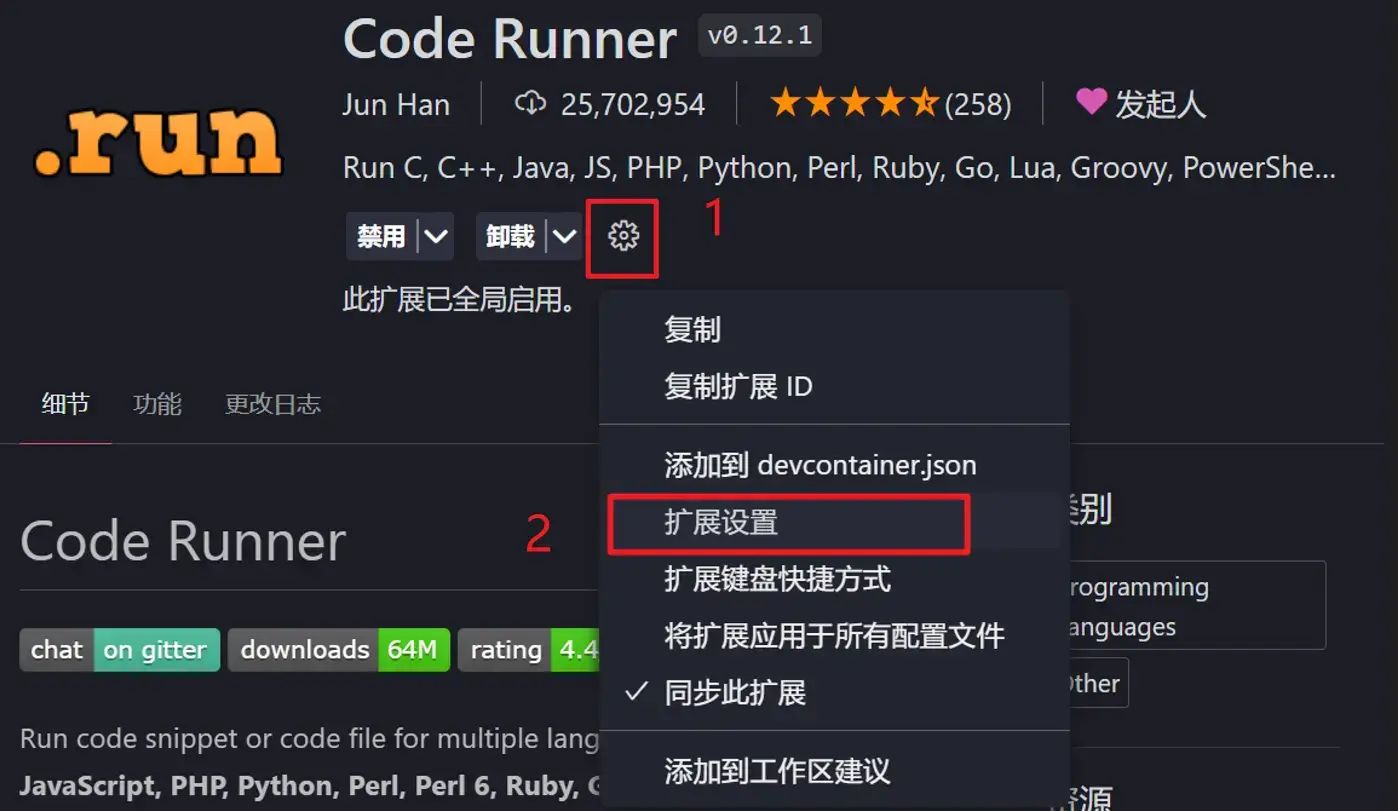 Code Runner v0.12.1
.run
Jun Han 25,702,954 (258) 发起人
Run C, C++, Java, JS, PHP, Python, Perl, Ruby, Go, Lua, Groovy, PowerShe...
禁用 卸载 1
此扩展已全局启用。
复制
复制扩展 ID
细节 功能 更改日志
添加到 devcontainer.json
扩展设置
类别
Code Runner 2
扩展键盘快捷方式
rogramming
anguages
将扩展应用于所有配置文件
chat on gitter downloads 64M rating 4.4
同步此扩展
Other
Run code snippet or code file for multiple lang
添加到工作区建议
JavaScript, PHP, Python, Perl, Perl 6, Ruby, G
资源